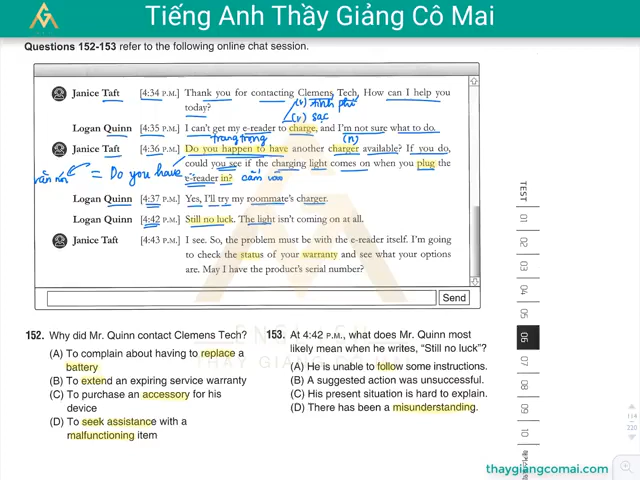 Tiếng Anh Thầy Giảng Cô Mai
Questions 152-153 refer to the following online chat session.
Janice Taft [4:34 P.M.] Thank you for contacting Clemens Tech. How can I help you
today?
(v) tính phí
(v) sạc
Logan Quinn [4:35 P.M.] I can't get my e-reader to charge, and I'm not sure what to do.
trang trọng (n)
Janice Taft [4:36 P.M.] Do you happen to have another charger available? If you do,
could you see if the charging light comes on when you plug the
e-reader in?
văn nói = Do you have
cắm vào
Logan Quinn [4:37 P.M.] Yes, I'll try my roommate's charger.
Logan Quinn [4:42 P.M.] Still no luck. The light isn't coming on at all.
Janice Taft [4:43 P.M.] I see. So, the problem must be with the e-reader itself. I'm going
to check the status of your warranty and see what your options
are. May I have the product's serial number?
Send
152. Why did Mr. Quinn contact Clemens Tech?
(A) To complain about having to replace a
battery
(B) To extend an expiring service warranty
(C) To purchase an accessory for his
device
(D) To seek assistance with a
malfunctioning item
153. At 4:42 P.M., what does Mr. Quinn most
likely mean when he writes, "Still no luck"?
(A) He is unable to follow some instructions.
(B) A suggested action was unsuccessful.
(C) His present situation is hard to explain.
(D) There has been a misunderstanding.
THẦY GIẢNG CÔ MAI
TEST
01
02
03
04
05
06
07
08
09
10
114
220
thaygiangcomai.com